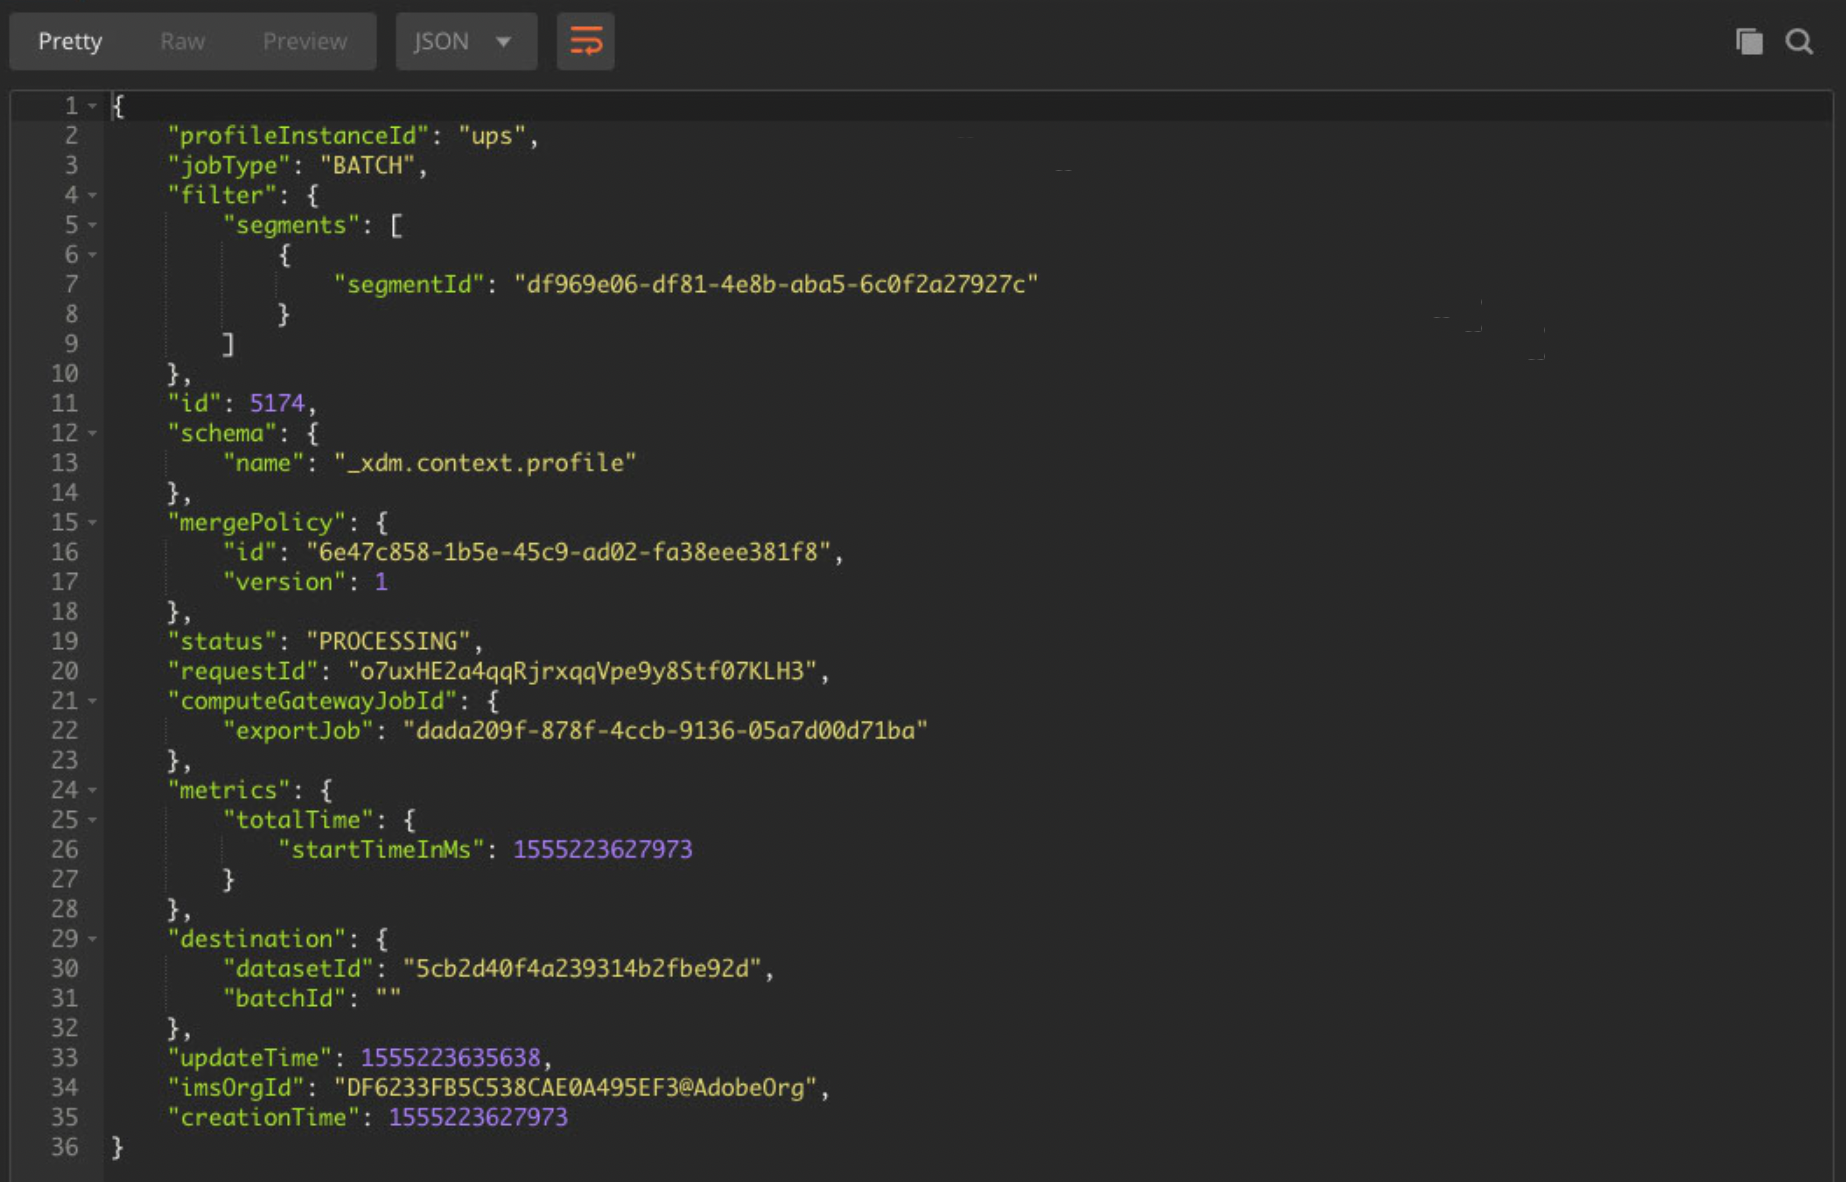 Pretty Raw Preview JSON
1 {
2 "profileInstanceId": "ups",
3 "jobType": "BATCH",
4 "filter": {
5 "segments": [
6 {
7 "segmentId": "df969e06-df81-4e8b-aba5-6c0f2a27927c"
8 }
9 ]
10 },
11 "id": 5174,
12 "schema": {
13 "name": "_xdm.context.profile"
14 },
15 "mergePolicy": {
16 "id": "6e47c858-1b5e-45c9-ad02-fa38eee381f8",
17 "version": 1
18 },
19 "status": "PROCESSING",
20 "requestId": "o7uxHE2a4qqRjrxqqVpe9y8Stf07KLH3",
21 "computeGatewayJobId": {
22 "exportJob": "dada209f-878f-4ccb-9136-05a7d00d71ba"
23 },
24 "metrics": {
25 "totalTime": {
26 "startTimeInMs": 1555223627973
27 }
28 },
29 "destination": {
30 "datasetId": "5cb2d40f4a239314b2fbe92d",
31 "batchId": ""
32 },
33 "updateTime": 1555223635638,
34 "imsOrgId": "DF6233FB5C538CAE0A495EF3@AdobeOrg",
35 "creationTime": 1555223627973
36 }